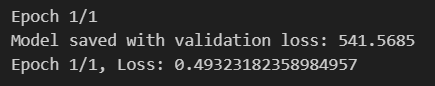 Epoch 1/1
Model saved with validation loss: 541.5685
Epoch 1/1, Loss: 0.49323182358984957